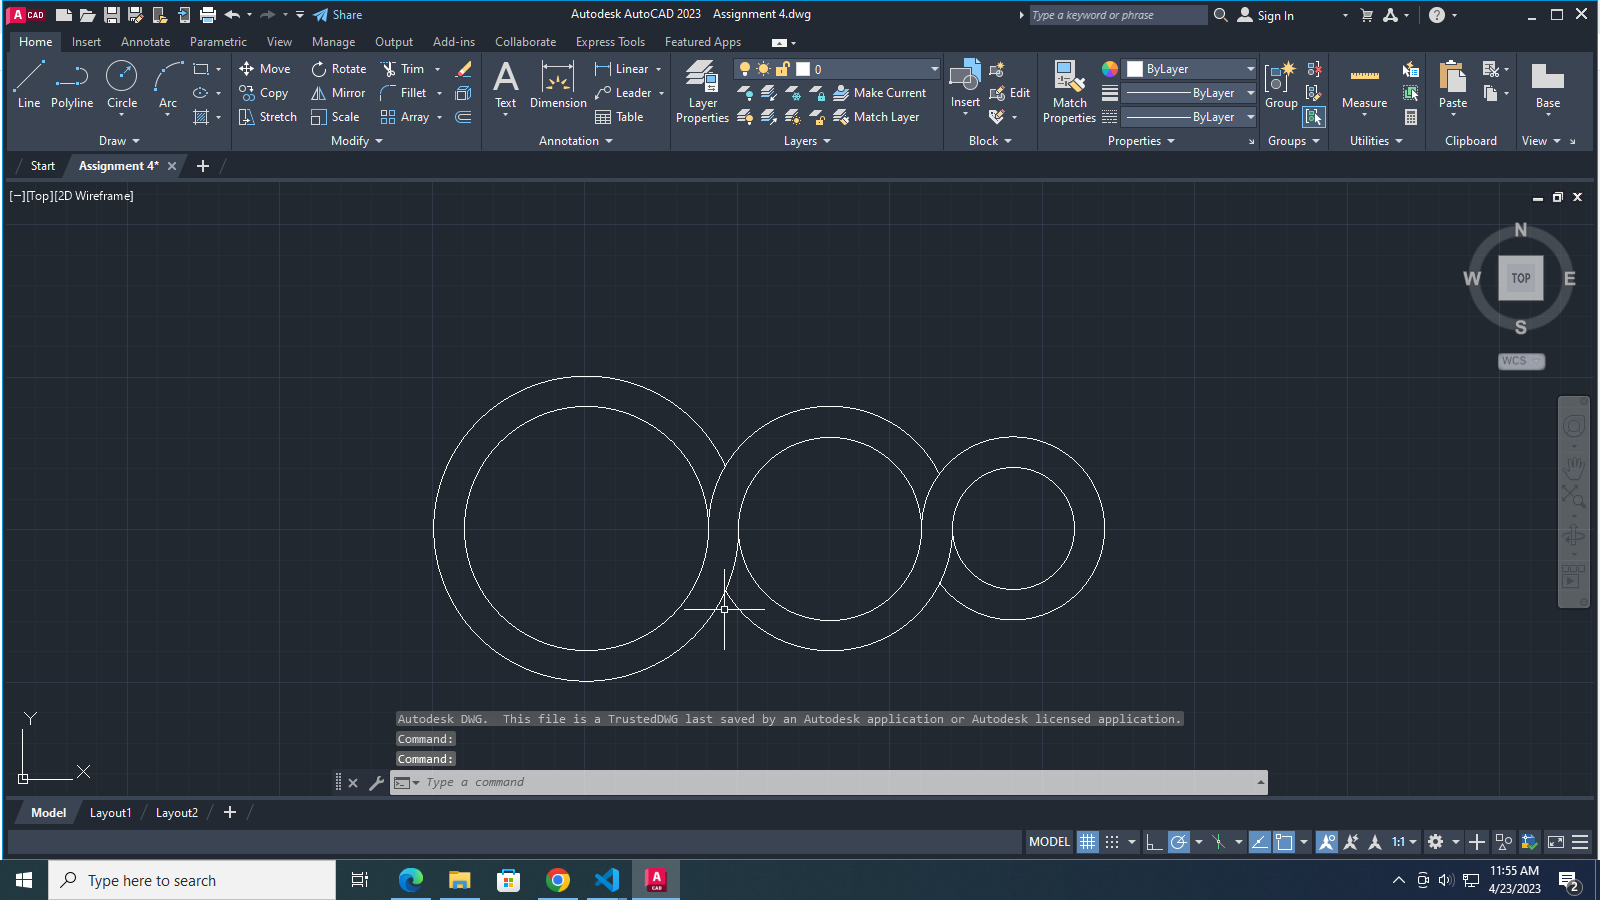 A CAD
Share
Autodesk AutoCAD 2023 Assignment 4.dwg
Type a keyword or phrase
Sign In
Home Insert Annotate Parametric View Manage Output Add-ins Collaborate Express Tools Featured Apps
Line Polyline Circle Arc
Draw
Move Rotate Trim
Copy Mirror Fillet
Stretch Scale Array
Modify
Text Dimension
Linear
Leader
Table
Annotation
Layer Properties
0
Make Current
Match Layer
Layers
Insert
Edit
Block
Match Properties
ByLayer
ByLayer
ByLayer
Properties
Group
Groups
Measure
Utilities
Paste
Clipboard
Base
View
Start Assignment 4*
[−][Top][2D Wireframe]
N
W TOP E
S
WCS
Y
X
Autodesk DWG. This file is a TrustedDWG last saved by an Autodesk application or Autodesk licensed application.
Command:
Command:
Type a command
Model Layout1 Layout2
MODEL
1:1
Type here to search
A CAD
11:55 AM
4/23/2023
2